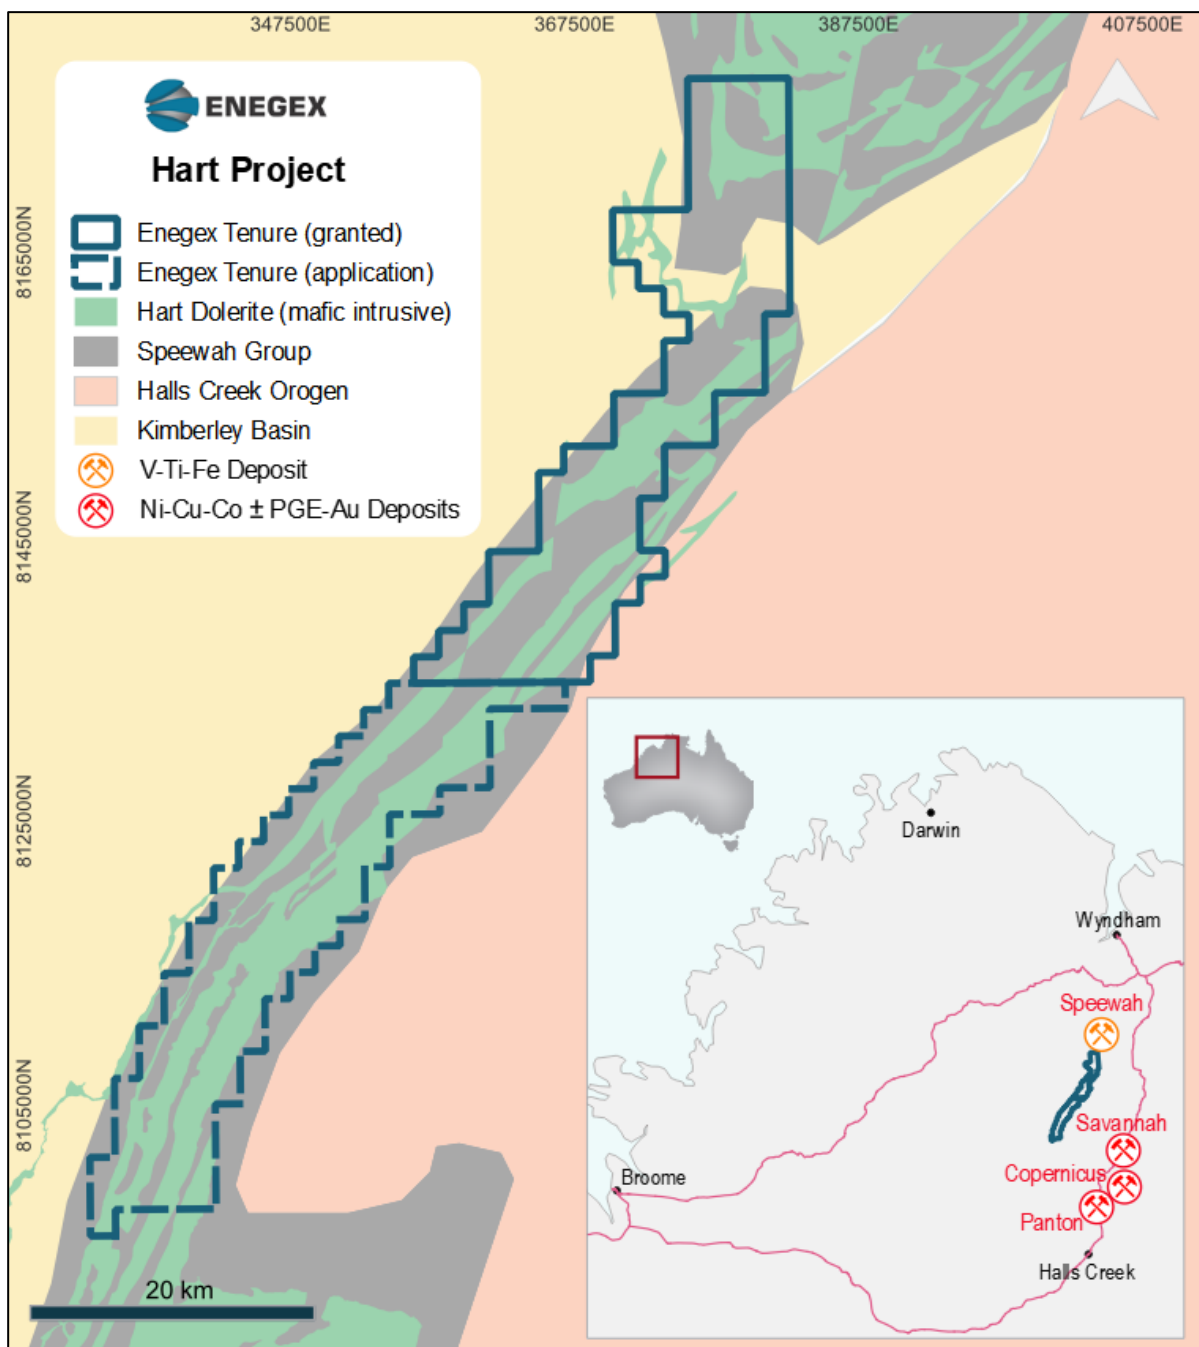 347500E 367500E 387500E 407500E
ENEGEX
Hart Project
Enegex Tenure (granted)
Enegex Tenure (application)
Hart Dolerite (mafic intrusive)
Speewah Group
Halls Creek Orogen
Kimberley Basin
V-Ti-Fe Deposit
Ni-Cu-Co ± PGE-Au Deposits
8165000N
8145000N
8125000N
8105000N
20 km
Darwin
Wyndham
Speewah
Savannah
Copernicus
Broome
Panton
Halls Creek